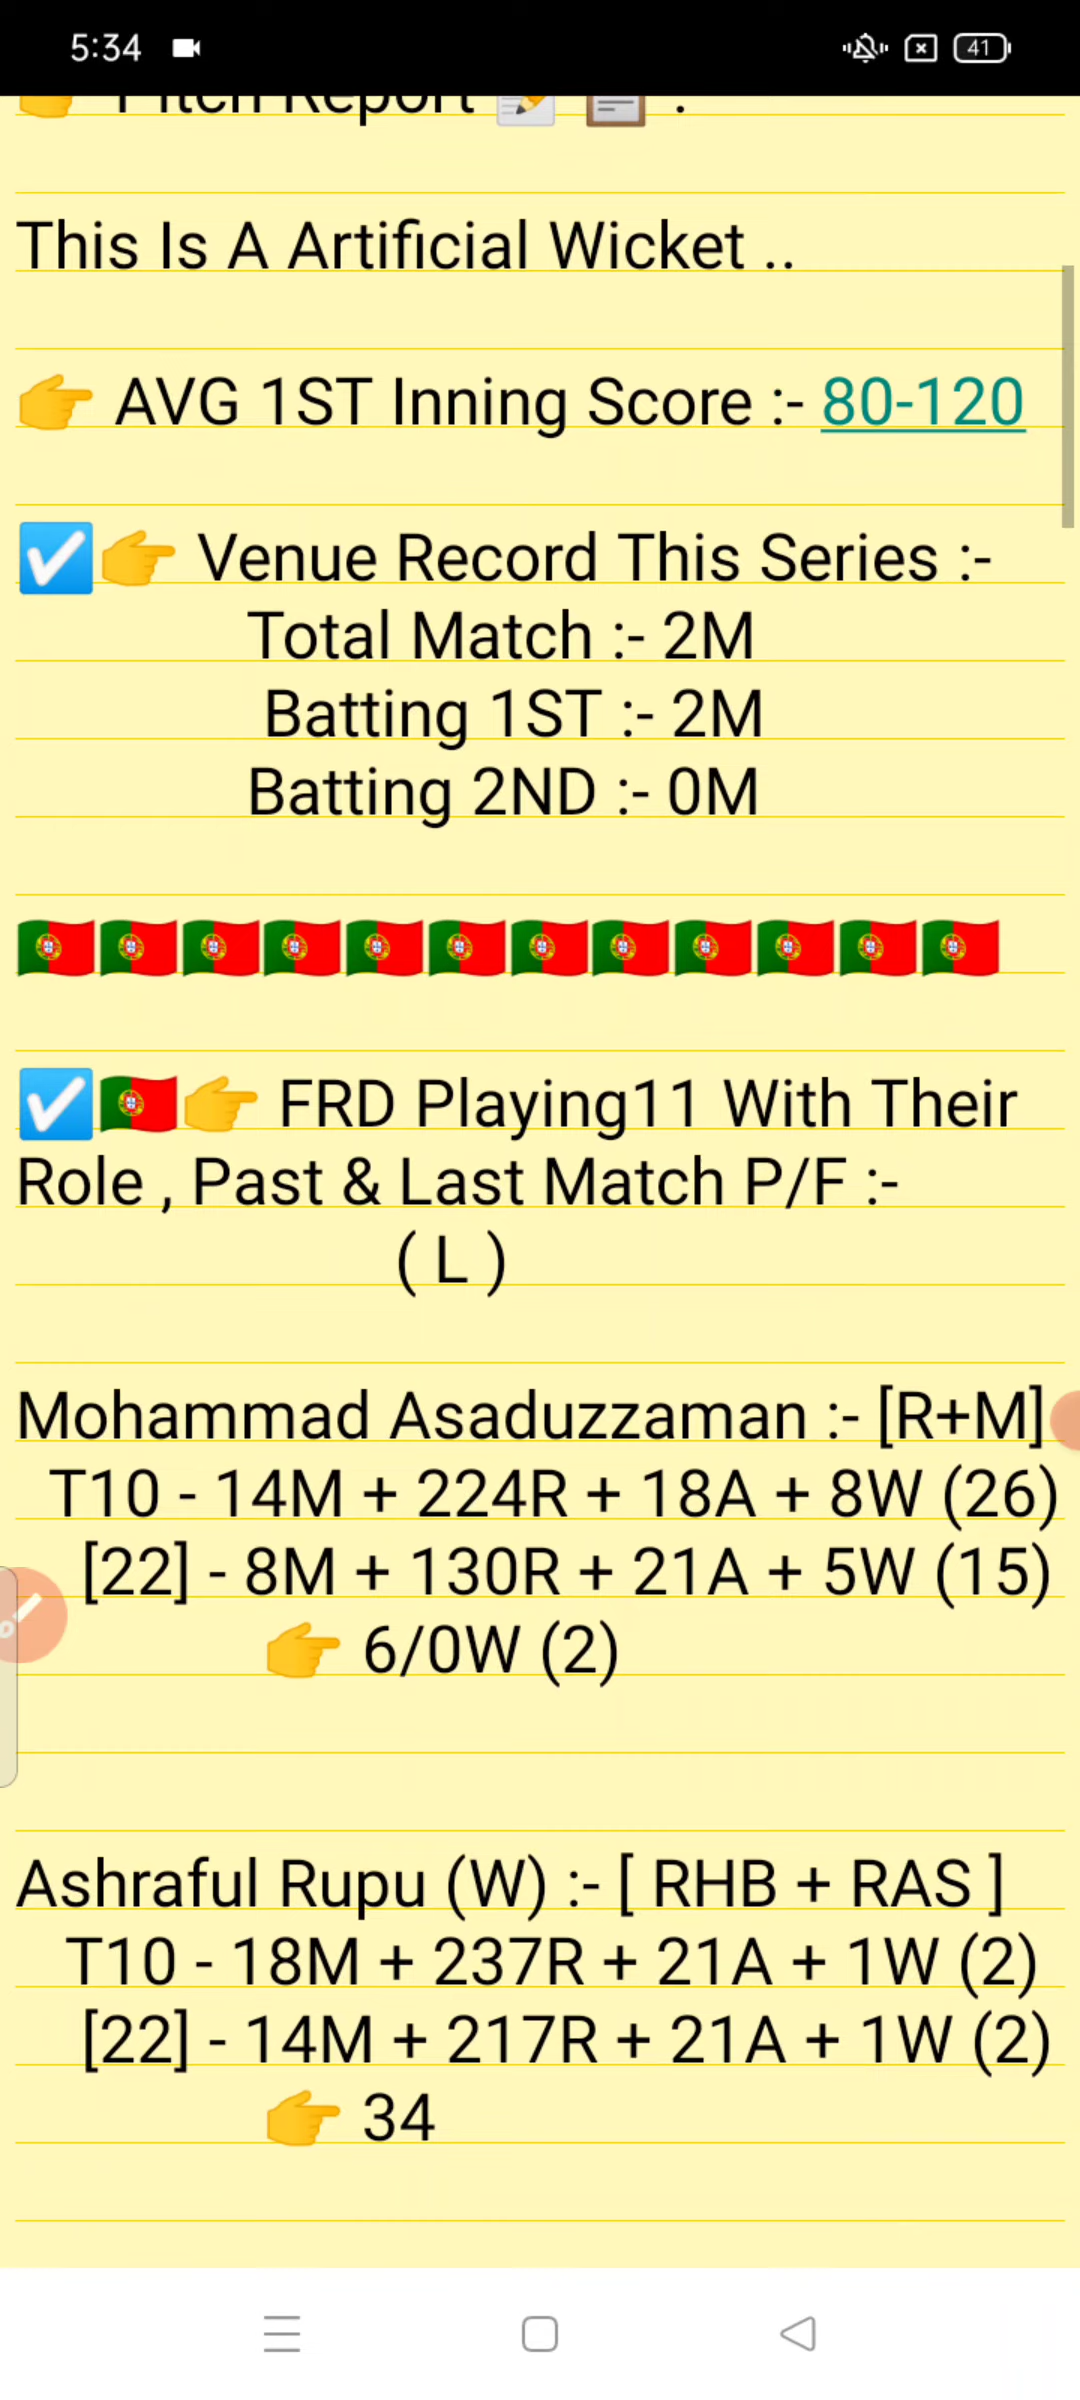 5:34
41
👉 Pitch Report 📝 📋 :
This Is A Artificial Wicket ..
👉 AVG 1ST Inning Score :- 80-120
☑👉 Venue Record This Series :-
Total Match :- 2M
Batting 1ST :- 2M
Batting 2ND :- 0M
🇵🇹🇵🇹🇵🇹🇵🇹🇵🇹🇵🇹🇵🇹🇵🇹🇵🇹🇵🇹🇵🇹🇵🇹
☑🇵🇹👉 FRD Playing11 With Their
Role , Past & Last Match P/F :-
( L )
Mohammad Asaduzzaman :- [R+M]
T10 - 14M + 224R + 18A + 8W (26)
[22] - 8M + 130R + 21A + 5W (15)
👉 6/0W (2)
Ashraful Rupu (W) :- [ RHB + RAS ]
T10 - 18M + 237R + 21A + 1W (2)
[22] - 14M + 217R + 21A + 1W (2)
👉 34